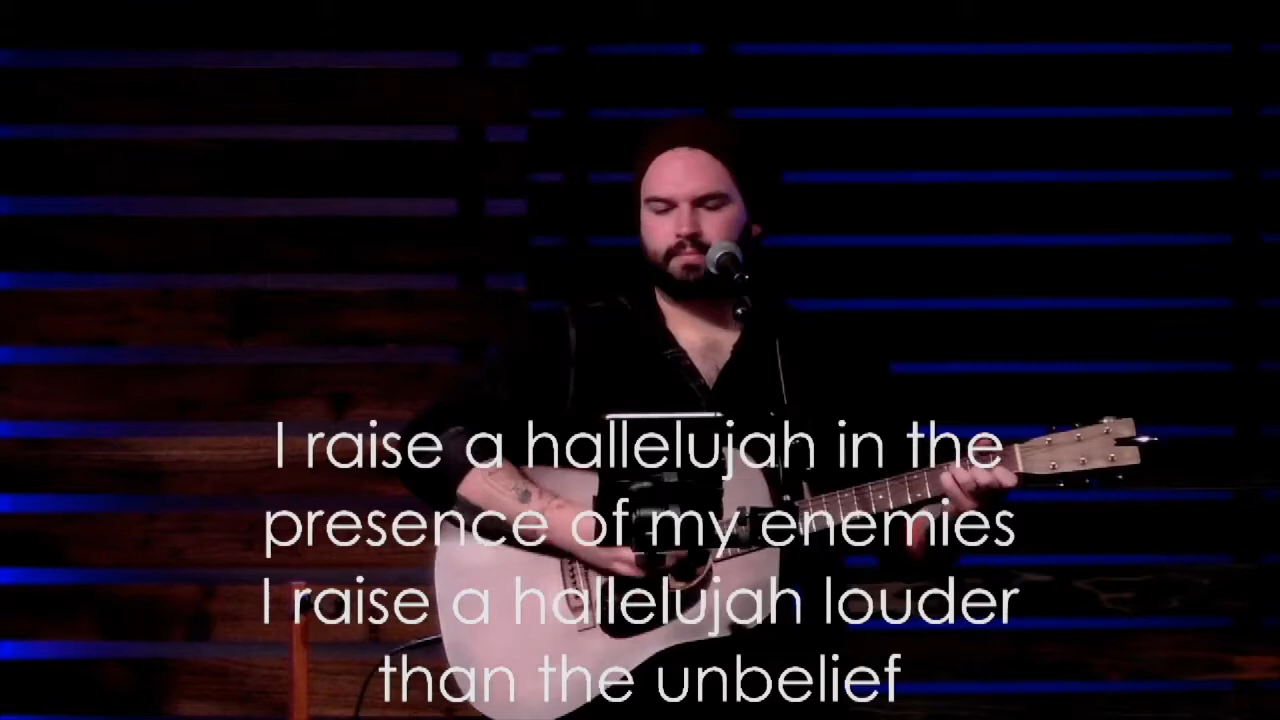 I raise a hallelujah in the
presence of my enemies
I raise a hallelujah louder
than the unbelief